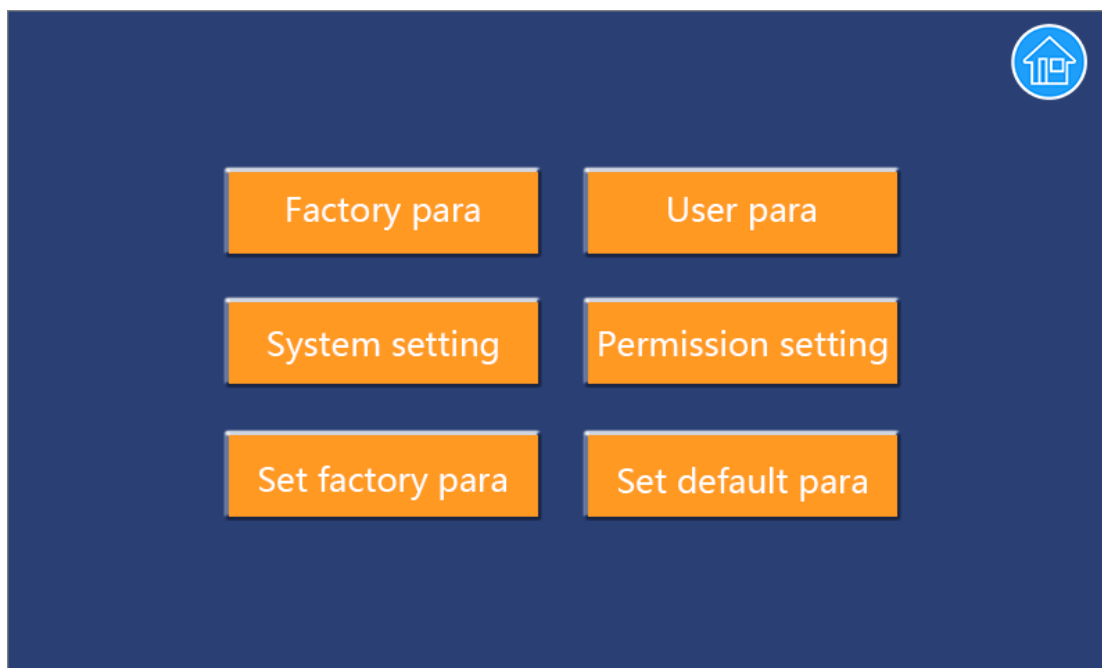 Factory para
User para
System setting
Permission setting
Set factory para
Set default para